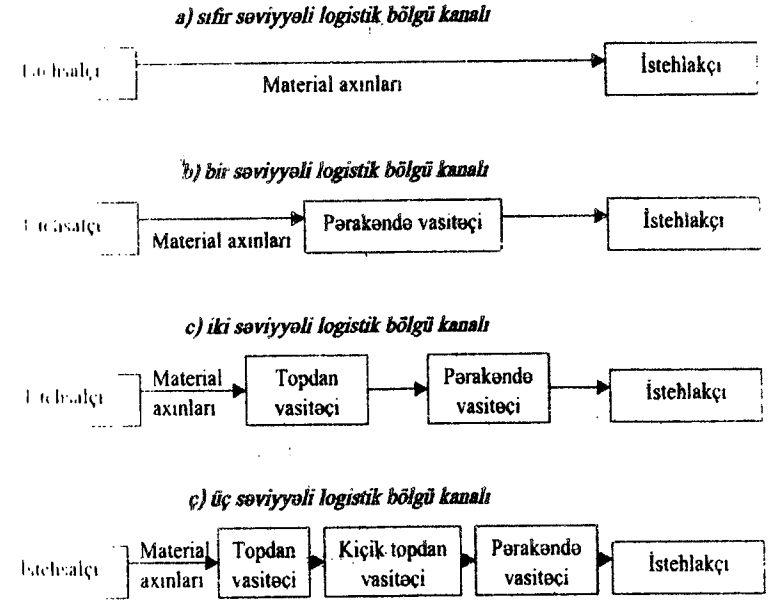 a) sıfır səviyyəli logistik bölgü kanalı
İstehlakçı
Material axınları
b) bir səviyyəli logistik bölgü kanalı
Pərakəndə vasitəçi
İstehlakçı
Material axınları
c) iki səviyyəli logistik bölgü kanalı
Material axınları
Topdan vasitəçi
Pərakəndə vasitəçi
İstehlakçı
ç) üç səviyyəli logistik bölgü kanalı
İstehsalçı
Material axınları
Topdan vasitəçi
Kiçik topdan vasitəçi
Pərakəndə vasitəçi
İstehlakçı